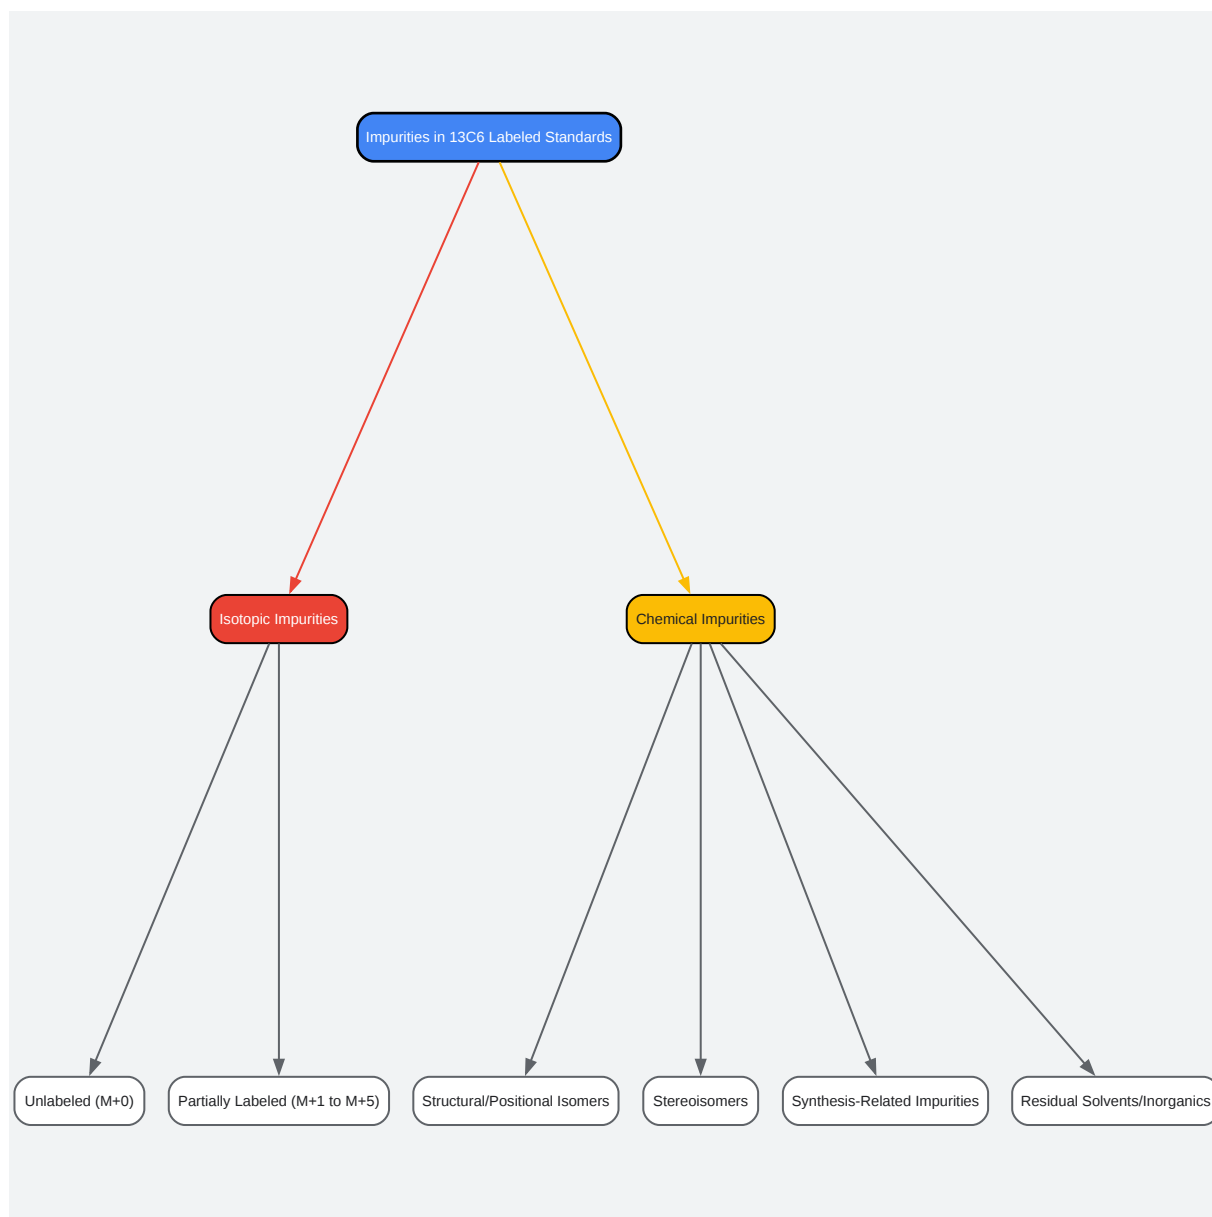 Impurities in 13C6 Labeled Standards
Isotopic Impurities
Chemical Impurities
Unlabeled (M+0)
Partially Labeled (M+1 to M+5)
Structural/Positional Isomers
Stereoisomers
Synthesis-Related Impurities
Residual Solvents/Inorganics